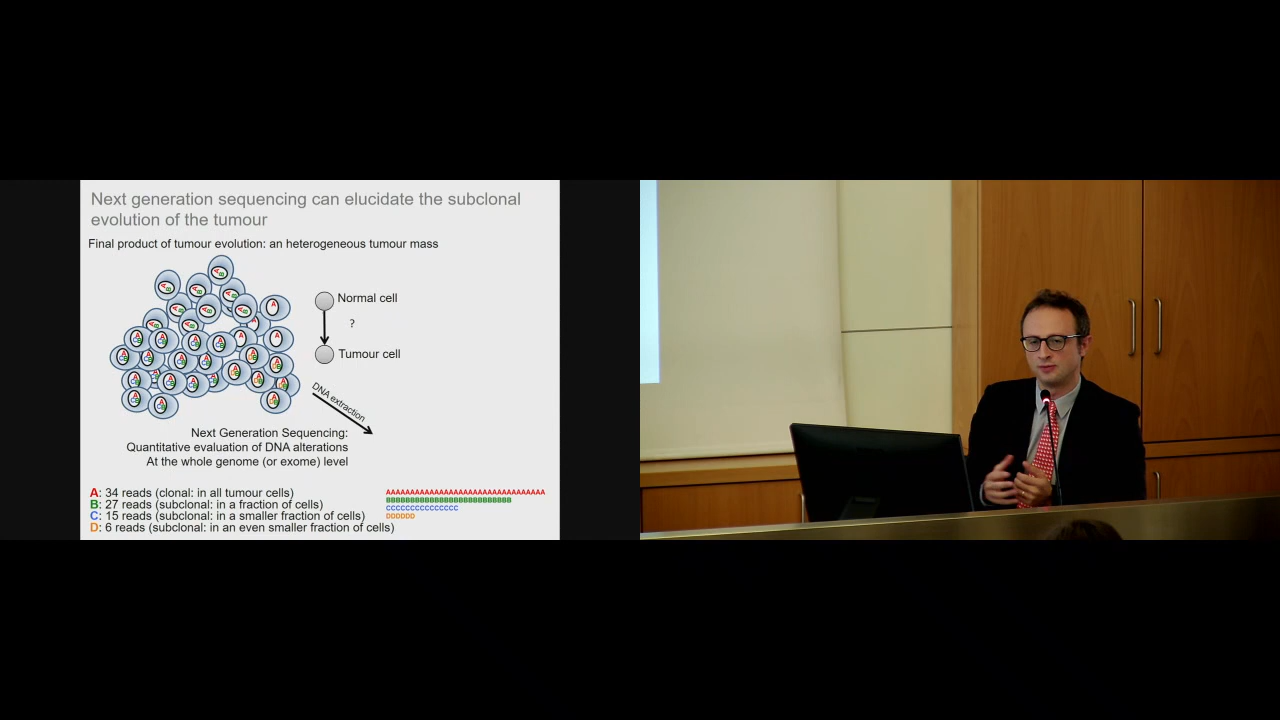 Next generation sequencing can elucidate the subclonal
evolution of the tumour
Final product of tumour evolution: an heterogeneous tumour mass
Normal cell
?
Tumour cell
DNA extraction
Next Generation Sequencing:
Quantitative evaluation of DNA alterations
At the whole genome (or exome) level
A: 34 reads (clonal: in all tumour cells)
B: 27 reads (subclonal: in a fraction of cells)
C: 15 reads (subclonal: in a smaller fraction of cells)
D: 6 reads (subclonal: in an even smaller fraction of cells)
CCCCCCCCCCCCCCC
DDDDDD